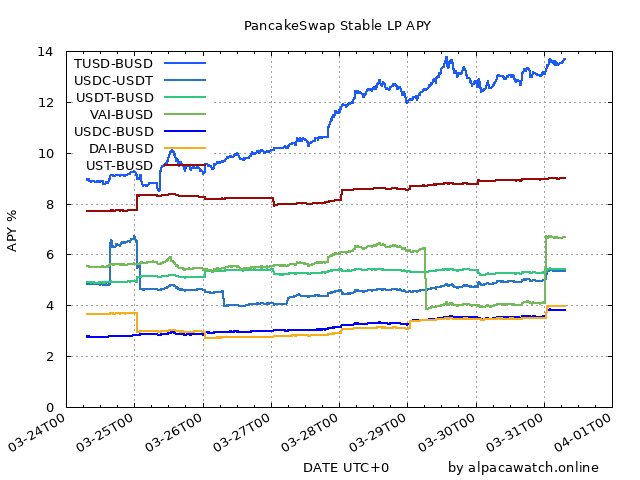 PancakeSwap Stable LP APY
14
12
10
8
6
4
2
0
APY %
TUSD-BUSD
USDC-USDT
USDT-BUSD
VAI-BUSD
USDC-BUSD
DAI-BUSD
UST-BUSD
03-24T00
03-25T00
03-26T00
03-27T00
03-28T00
03-29T00
03-30T00
03-31T00
04-01T00
DATE UTC+0
by alpacawatch.online